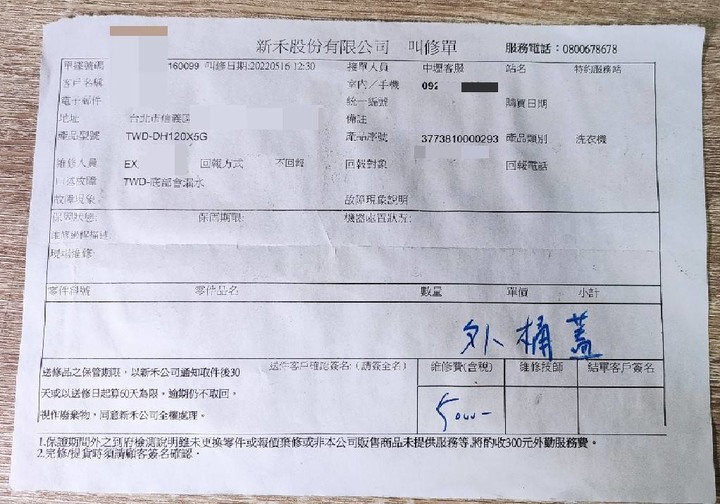 新禾股份有限公司 叫修單 服務電話：0800678678
單據號碼 160099 叫修日期:20220516 12:30 接單人員 中壢客服 站名 特約服務站
客戶名稱 室內／手機 092
電子郵件 統一編號 購買日期
地址 台北市信義區 備註
產品型號 TWD-DH120X5G 產品序號 3773810000293 產品類別 洗衣機
維修人員 EX 回報方式 不回報 回報對象 回報電話
TWD-底部會漏水
故障現象 故障現象說明
保固狀態: 保固期限: 機器處置狀況:
現場維修:
零件料號 零件品名 數量 單價 小計
外桶蓋
送修品之保管期限，以新禾公司通知取件後30
天或以送修日起算60天為限。逾期仍不取回，
視作廢棄物，同意新禾公司全權處理。
送件客戶確認簽名:（請簽全名） 維修費(含稅) 維修技師 結單客戶簽名
5000-
1.保證期間外之到府檢測說明雖未更換零件或報價棄修或非本公司販售商品未提供服務等,將酌收300元外勤服務費。
2.完修/提貨時須請顧客簽名確認。